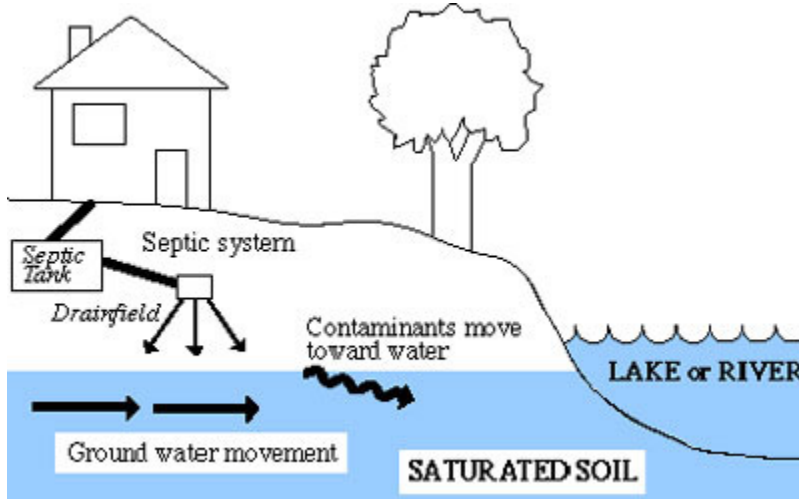 Septic system
Septic
Tank
Drainfield
Contaminants move
toward water
LAKE or RIVER
Ground water movement
SATURATED SOIL